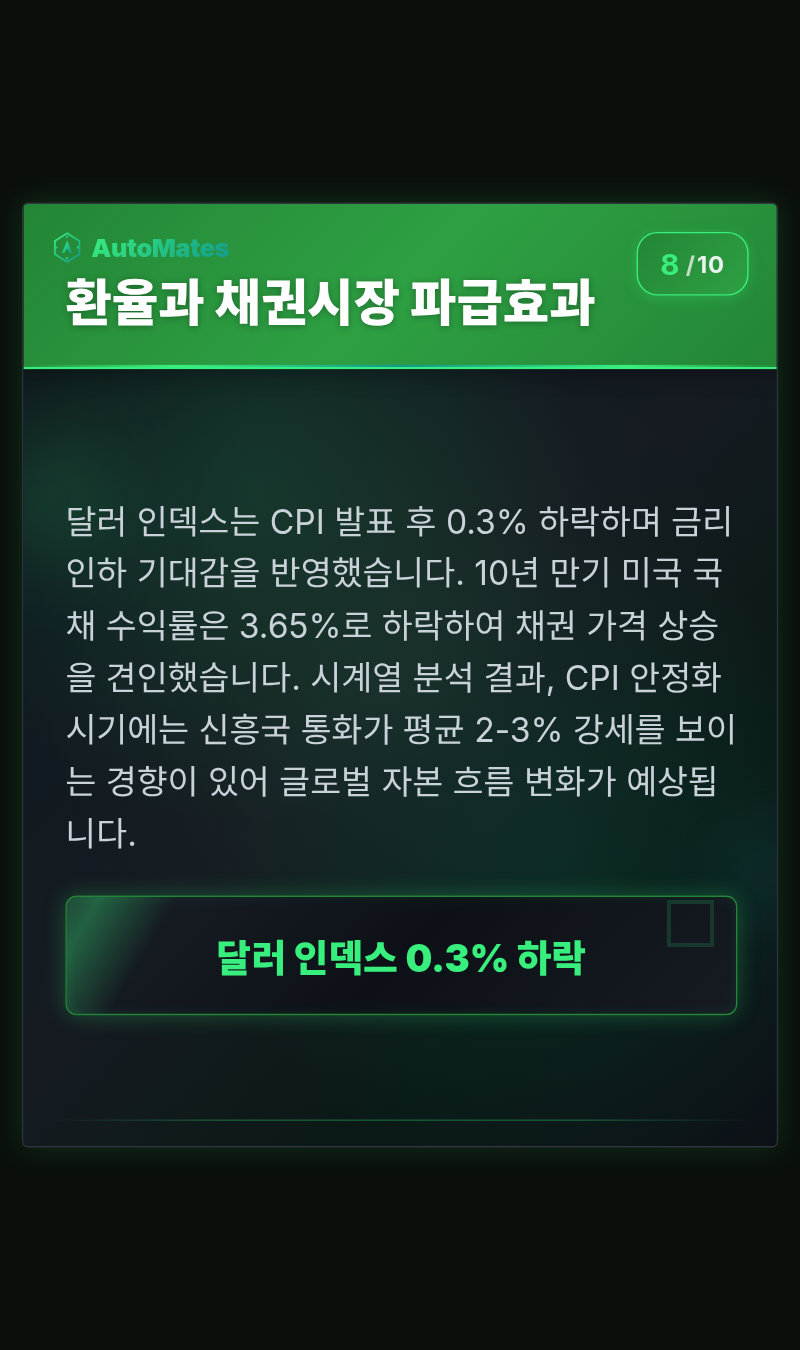 AutoMates
8 /10
환율과 채권시장 파급효과
달러 인덱스는 CPI 발표 후 0.3% 하락하며 금리
인하 기대감을 반영했습니다. 10년 만기 미국 국
채 수익률은 3.65%로 하락하여 채권 가격 상승
을 견인했습니다. 시계열 분석 결과, CPI 안정화
시기에는 신흥국 통화가 평균 2-3% 강세를 보이
는 경향이 있어 글로벌 자본 흐름 변화가 예상됩
니다.
달러 인덱스 0.3% 하락